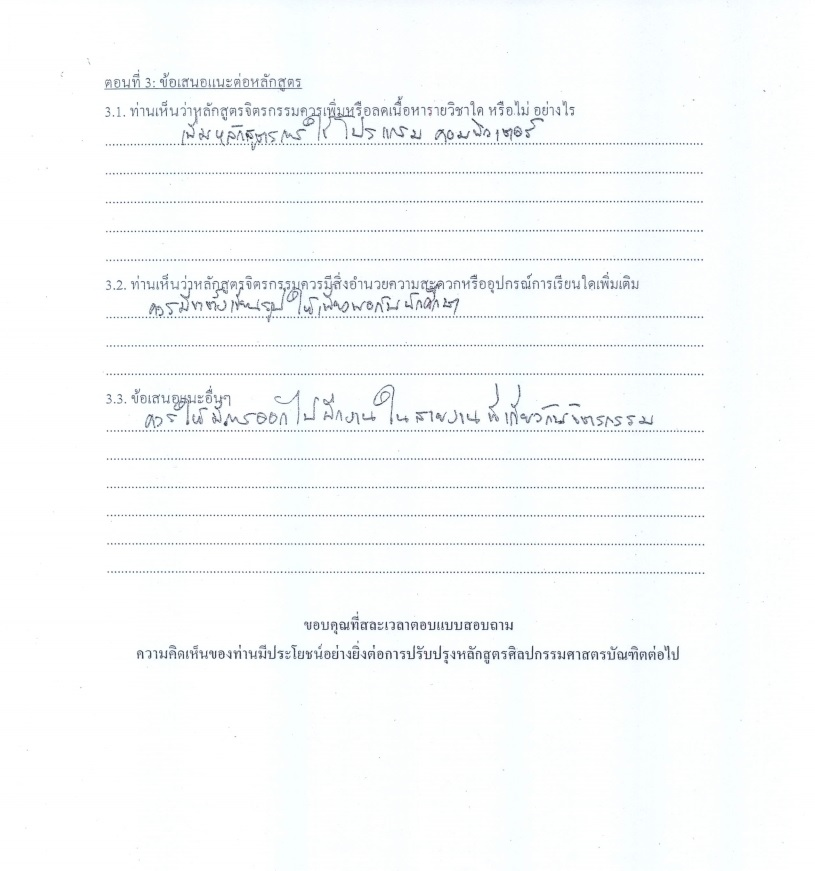 ตอนที่ 3: ข้อเสนอแนะต่อหลักสูตร
3.1. ท่านเห็นว่าหลักสูตรจิตรกรรมควรเพิ่มหรือลดเนื้อหารายวิชาใด หรือไม่ อย่างไร
เพิ่มหลักสูตรการใช้โปรแกรม คอมพิวเตอร์
3.2. ท่านเห็นว่าหลักสูตรจิตรกรรมควรมีสิ่งอำนวยความสะดวกหรืออุปกรณ์การเรียนใดเพิ่มเติม
ควรมีขาตั้งเขียนรูป ให้เพียงพอกับนักศึกษา
3.3. ข้อเสนอแนะอื่นๆ
ควรให้มีการออกไปฝึกงาน ในสายงาน ที่เกี่ยวกับจิตรกรรม
ขอบคุณที่สละเวลาตอบแบบสอบถาม
ความคิดเห็นของท่านมีประโยชน์อย่างยิ่งต่อการปรับปรุงหลักสูตรศิลปกรรมศาสตรบัณฑิตต่อไป